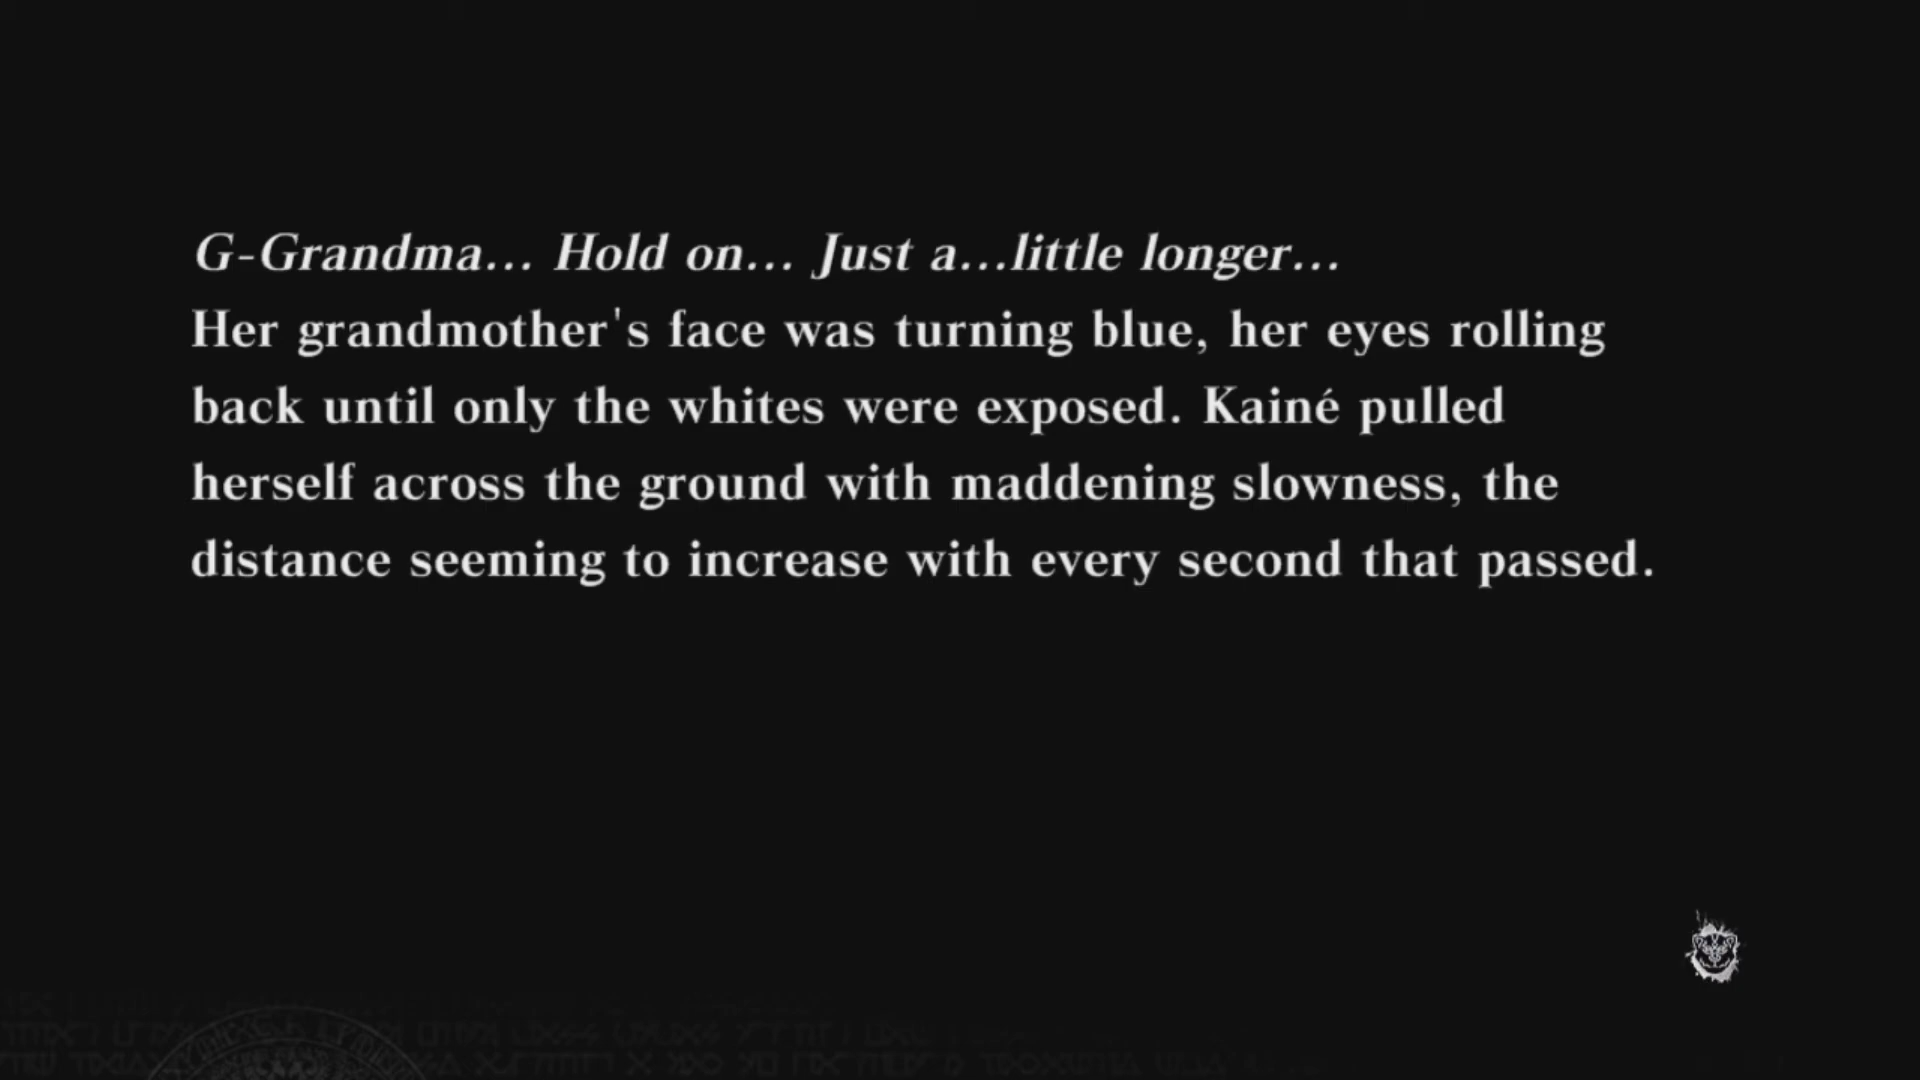 G-Grandma... Hold on... Just a...little longer...
Her grandmother's face was turning blue, her eyes rolling
back until only the whites were exposed. Kainé pulled
herself across the ground with maddening slowness, the
distance seeming to increase with every second that passed.